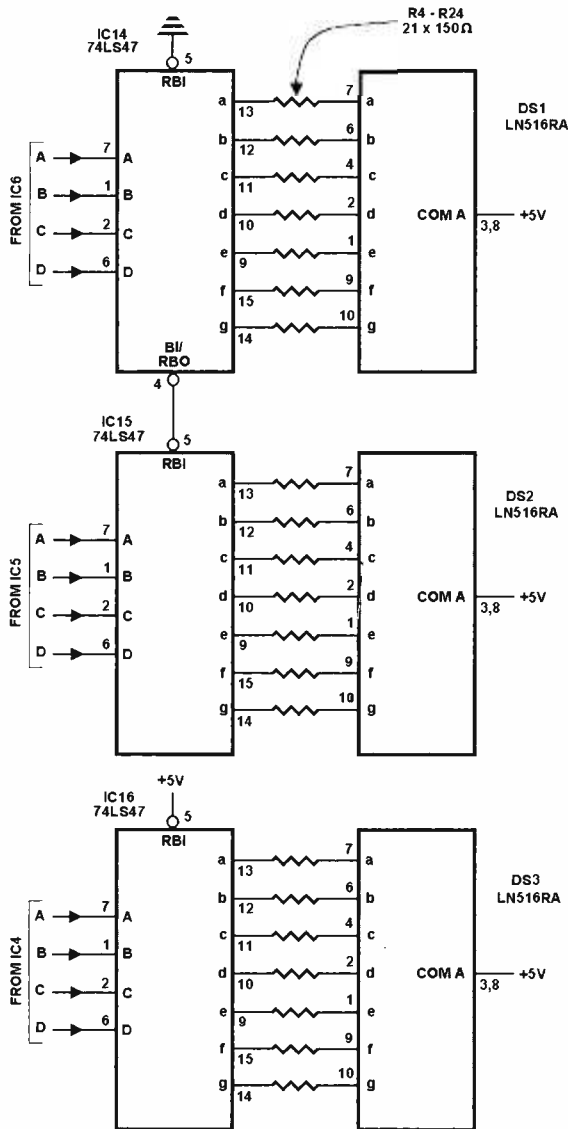 IC14
74LS47
5
RBI
R4 - R24
21 x 150Ω
DS1
LN516RA
FROM IC6
A 7 A
B 1 B
C 2 C
D 6 D
a 13 7 a
b 12 6 b
c 11 4 c
d 10 2 d
e 9 1 e
f 15 9 f
g 14 10 g
COM A 3,8 +5V
BI/
RBO
4
IC15
74LS47
5
RBI
DS2
LN516RA
FROM IC5
A 7 A
B 1 B
C 2 C
D 6 D
a 13 7 a
b 12 6 b
c 11 4 c
d 10 2 d
e 9 1 e
f 15 9 f
g 14 10 g
COM A 3,8 +5V
+5V
IC16
74LS47
5
RBI
DS3
LN516RA
FROM IC4
A 7 A
B 1 B
C 2 C
D 6 D
a 13 7 a
b 12 6 b
c 11 4 c
d 10 2 d
e 9 1 e
f 15 9 f
g 14 10 g
COM A 3,8 +5V